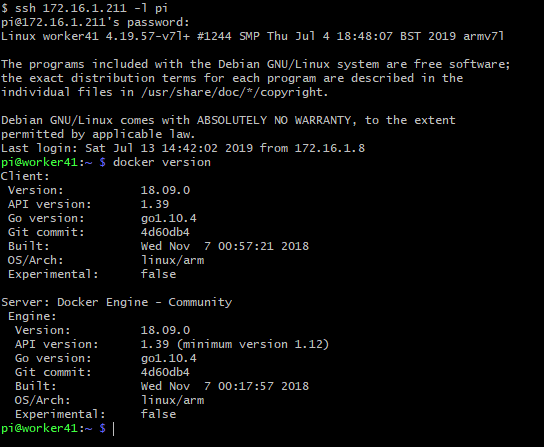 $ ssh 172.16.1.211 -l pi
pi@172.16.1.211's password:
Linux worker41 4.19.57-v7l+ #1244 SMP Thu Jul 4 18:48:07 BST 2019 armv7l
The programs included with the Debian GNU/Linux system are free software;
the exact distribution terms for each program are described in the
individual files in /usr/share/doc/*/copyright.
Debian GNU/Linux comes with ABSOLUTELY NO WARRANTY, to the extent
permitted by applicable law.
Last login: Sat Jul 13 14:42:02 2019 from 172.16.1.8
pi@worker41:~ $ docker version
Client:
 Version:           18.09.0
 API version:       1.39
 Go version:        go1.10.4
 Git commit:        4d60db4
 Built:             Wed Nov  7 00:57:21 2018
 OS/Arch:           linux/arm
 Experimental:      false
Server: Docker Engine - Community
 Engine:
  Version:          18.09.0
  API version:      1.39 (minimum version 1.12)
  Go version:       go1.10.4
  Git commit:       4d60db4
  Built:            Wed Nov  7 00:17:57 2018
  OS/Arch:          linux/arm
  Experimental:     false
pi@worker41:~ $